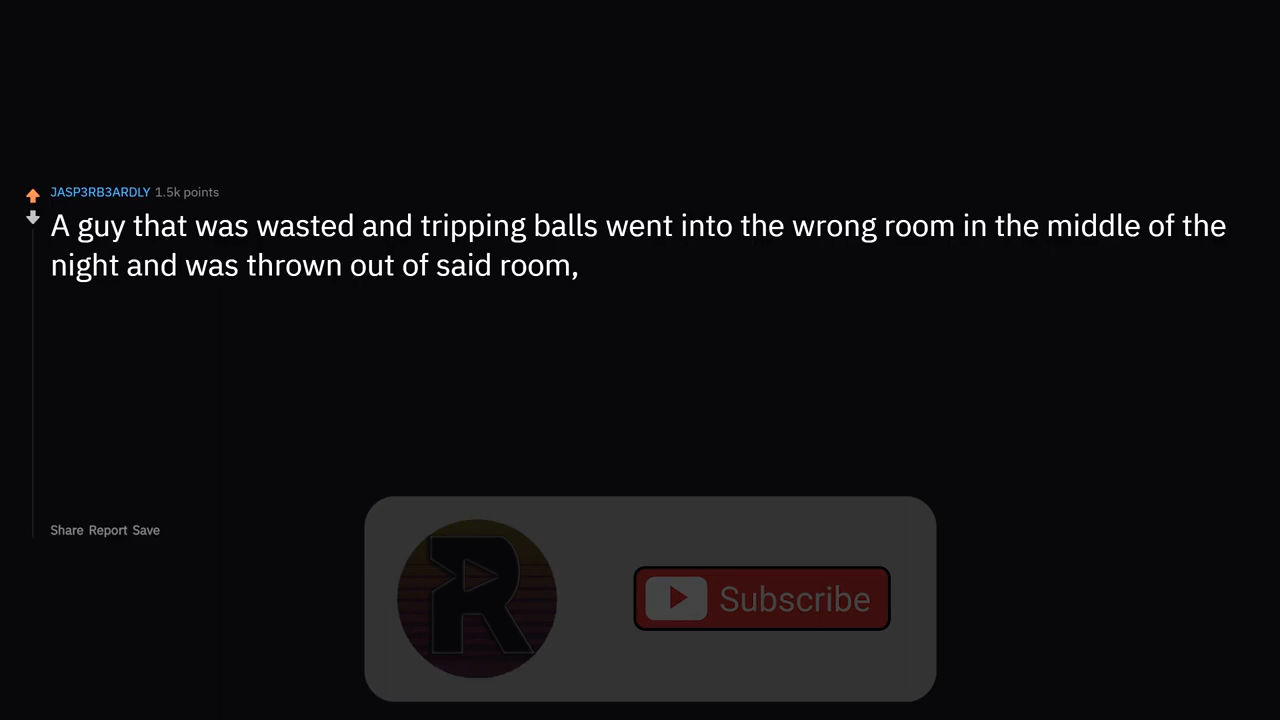 JASP3RB3ARDLY 1.5k points
A guy that was wasted and tripping balls went into the wrong room in the middle of the
night and was thrown out of said room,
Share Report Save
R
Subscribe